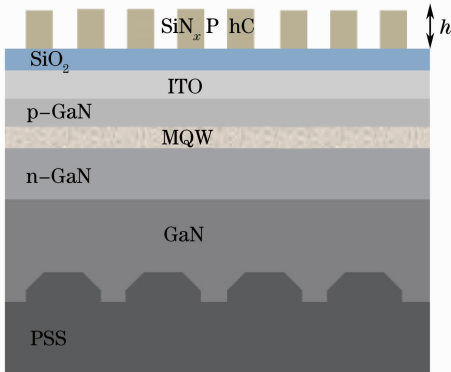 SiNₓ P hC
h
SiO₂
ITO
p-GaN
MQW
n-GaN
GaN
PSS